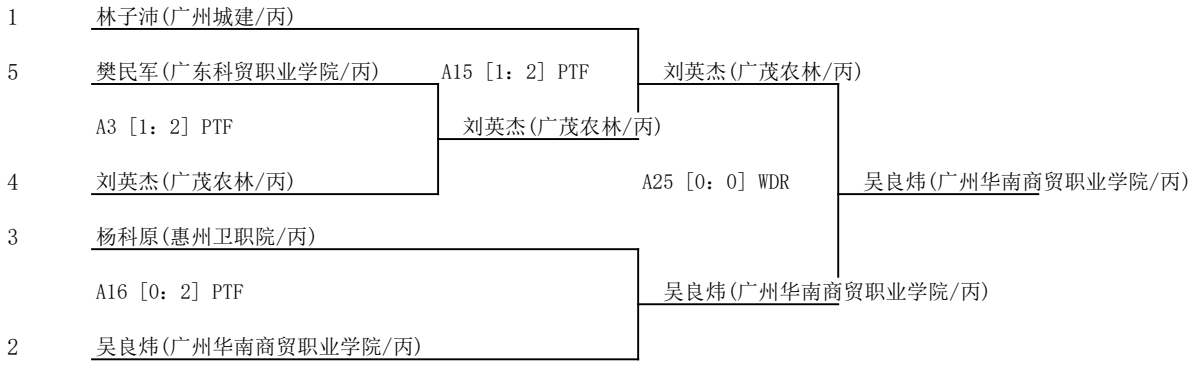 1 林子沛(广州城建/丙)
5 樊民军(广东科贸职业学院/丙) A15 [1: 2] PTF 刘英杰(广茂农林/丙)
A3 [1: 2] PTF 刘英杰(广茂农林/丙)
4 刘英杰(广茂农林/丙) A25 [0: 0] WDR 吴良炜(广州华南商贸职业学院/丙)
3 杨科原(惠州卫职院/丙)
A16 [0: 2] PTF 吴良炜(广州华南商贸职业学院/丙)
2 吴良炜(广州华南商贸职业学院/丙)